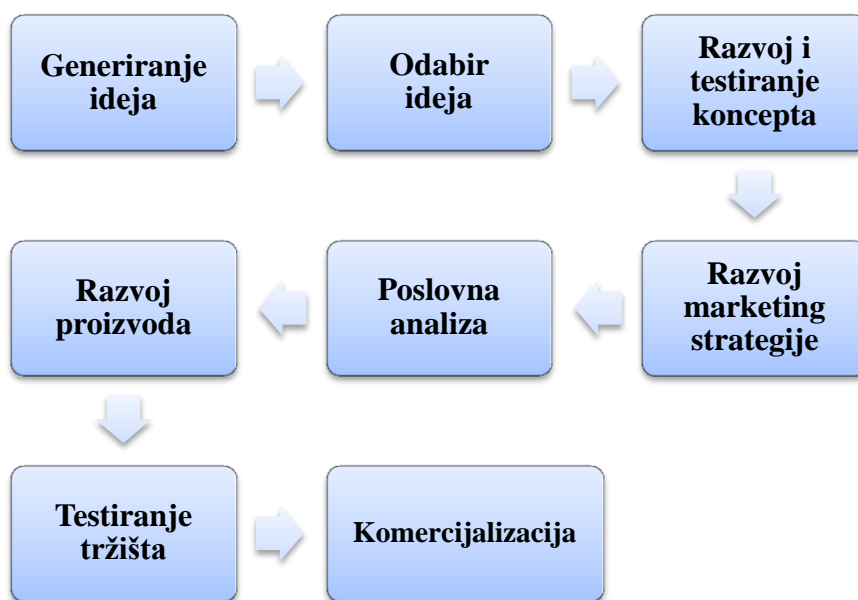 Generiranje
ideja
Odabir
ideja
Razvoj i
testiranje
koncepta
Razvoj
marketing
strategije
Poslovna
analiza
Razvoj
proizvoda
Testiranje
tržišta
Komercijalizacija